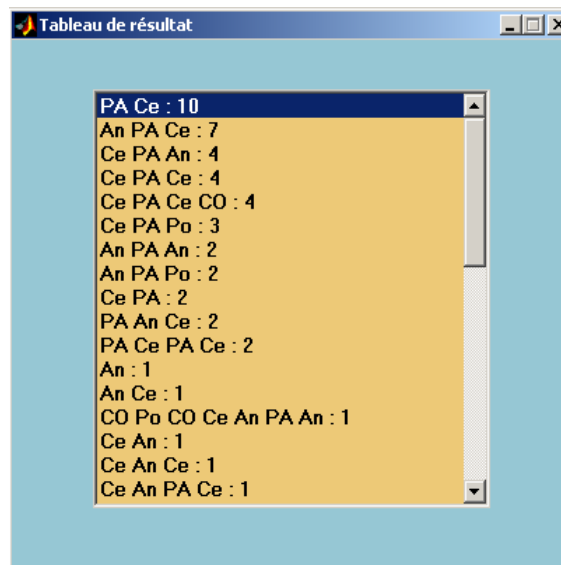 Tableau de résultat
PA Ce : 10
An PA Ce : 7
Ce PA An : 4
Ce PA Ce : 4
Ce PA Ce CO : 4
Ce PA Po : 3
An PA An : 2
An PA Po : 2
Ce PA : 2
PA An Ce : 2
PA Ce PA Ce : 2
An : 1
An Ce : 1
CO Po CO Ce An PA An : 1
Ce An : 1
Ce An Ce : 1
Ce An PA Ce : 1